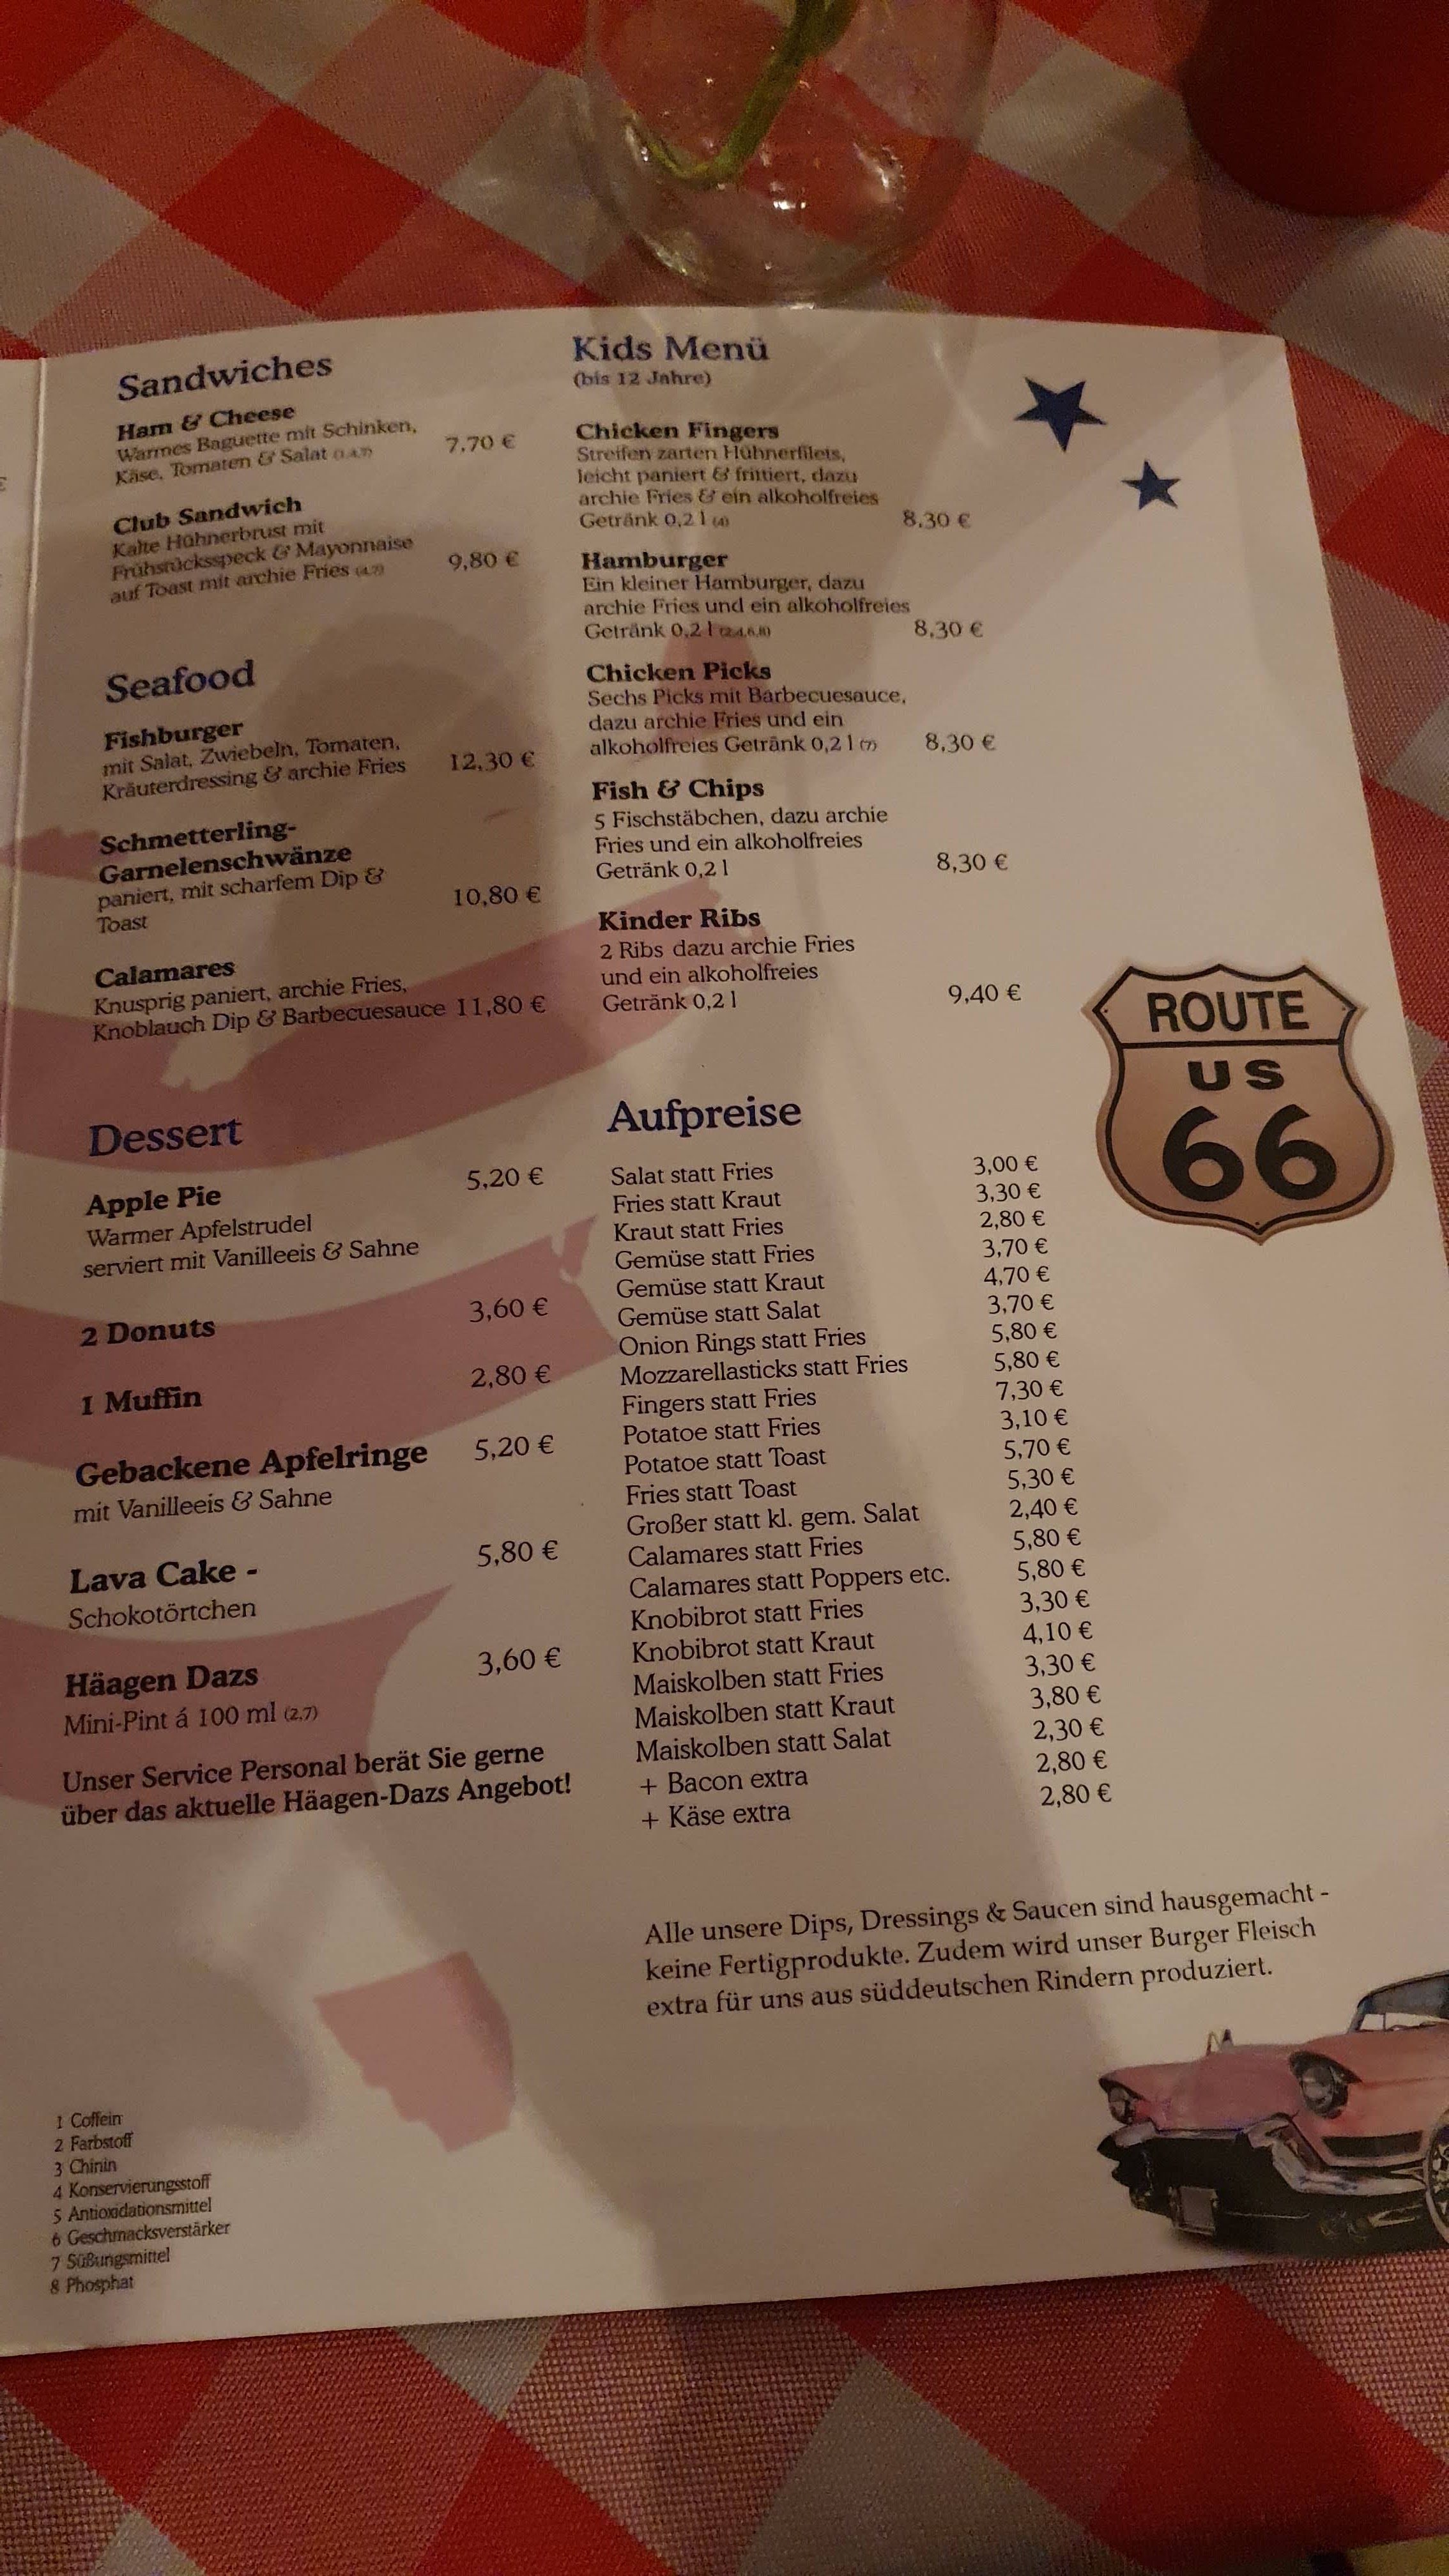 Sandwiches
Ham & Cheese
Warmes Baguette mit Schinken,
Käse, Tomaten & Salat 7,70 €
Club Sandwich
Kalte Hühnerbrust mit
Frühstücksspeck & Mayonnaise
auf Toast mit archie Fries (4,7) 9,80 €
Seafood
Fishburger
mit Salat, Zwiebeln, Tomaten,
Kräuterdressing & archie Fries 12,30 €
Schmetterling-
Garnelenschwänze
paniert, mit scharfem Dip &
Toast 10,80 €
Calamares
Knusprig paniert, archie Fries,
Knoblauch Dip & Barbecuesauce 11,80 €
Dessert
Apple Pie 5,20 €
Warmer Apfelstrudel
serviert mit Vanilleeis & Sahne
2 Donuts 3,60 €
1 Muffin 2,80 €
Gebackene Apfelringe 5,20 €
mit Vanilleeis & Sahne
Lava Cake - 5,80 €
Schokotörtchen
Häagen Dazs 3,60 €
Mini-Pint á 100 ml (2,7)
Unser Service Personal berät Sie gerne
über das aktuelle Häagen-Dazs Angebot!
1 Coffein
2 Farbstoff
3 Chinin
4 Konservierungsstoff
5 Antioxidationsmittel
6 Geschmacksverstärker
7 Süßungsmittel
8 Phosphat
Kids Menü
(bis 12 Jahre)
Chicken Fingers
Streifen zarten Hühnerfilets,
leicht paniert & frittiert, dazu
archie Fries & ein alkoholfreies
Getränk 0,2 l (4) 8,30 €
Hamburger
Ein kleiner Hamburger, dazu
archie Fries und ein alkoholfreies
Getränk 0,2 l 8,30 €
Chicken Picks
Sechs Picks mit Barbecuesauce,
dazu archie Fries und ein
alkoholfreies Getränk 0,2 l (7) 8,30 €
Fish & Chips
5 Fischstäbchen, dazu archie
Fries und ein alkoholfreies
Getränk 0,2 l 8,30 €
Kinder Ribs
2 Ribs dazu archie Fries
und ein alkoholfreies
Getränk 0,2 l 9,40 €
ROUTE
US
66
Aufpreise
Salat statt Fries 3,00 €
Fries statt Kraut 3,30 €
Kraut statt Fries 2,80 €
Gemüse statt Fries 3,70 €
Gemüse statt Kraut 4,70 €
Gemüse statt Salat 3,70 €
Onion Rings statt Fries 5,80 €
Mozzarellasticks statt Fries 5,80 €
Fingers statt Fries 7,30 €
Potatoe statt Fries 3,10 €
Potatoe statt Toast 5,70 €
Fries statt Toast 5,30 €
Großer statt kl. gem. Salat 2,40 €
Calamares statt Fries 5,80 €
Calamares statt Poppers etc. 5,80 €
Knobibrot statt Fries 3,30 €
Knobibrot statt Kraut 4,10 €
Maiskolben statt Fries 3,30 €
Maiskolben statt Kraut 3,80 €
Maiskolben statt Salat 2,30 €
+ Bacon extra 2,80 €
+ Käse extra 2,80 €
Alle unsere Dips, Dressings & Saucen sind hausgemacht -
keine Fertigprodukte. Zudem wird unser Burger Fleisch
extra für uns aus süddeutschen Rindern produziert.